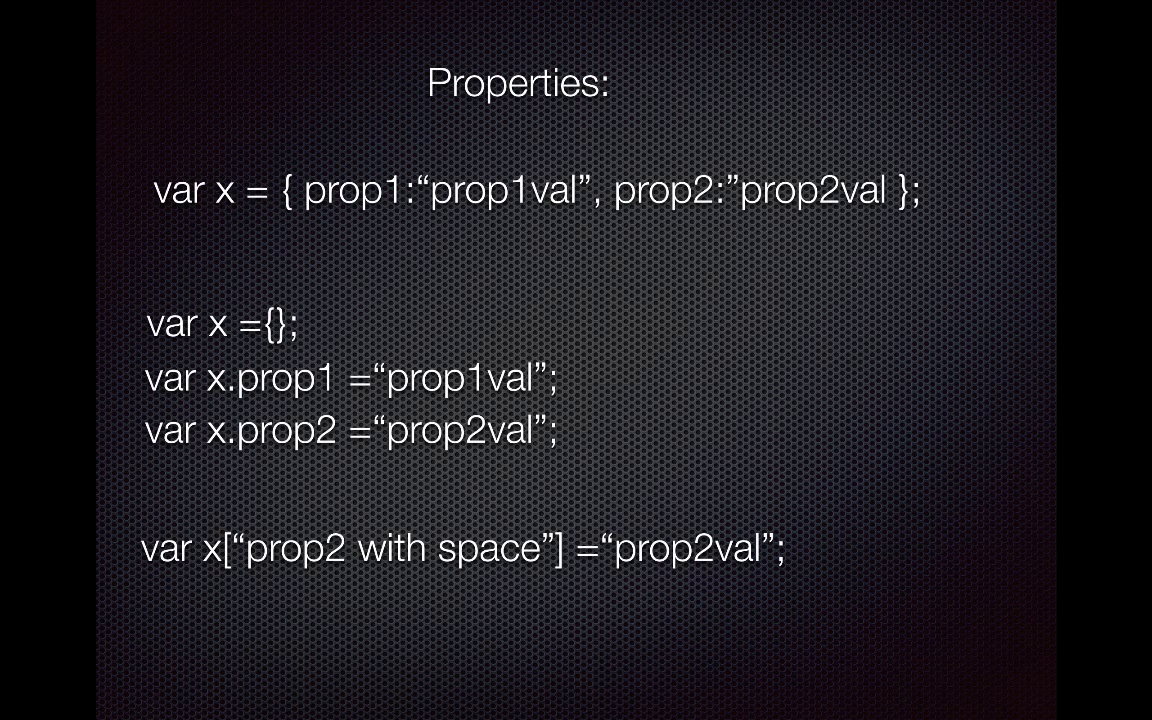 Properties:
var x = { prop1:“prop1val”, prop2:”prop2val };
var x ={};
var x.prop1 =“prop1val”;
var x.prop2 =“prop2val”;
var x[“prop2 with space”] =“prop2val”;